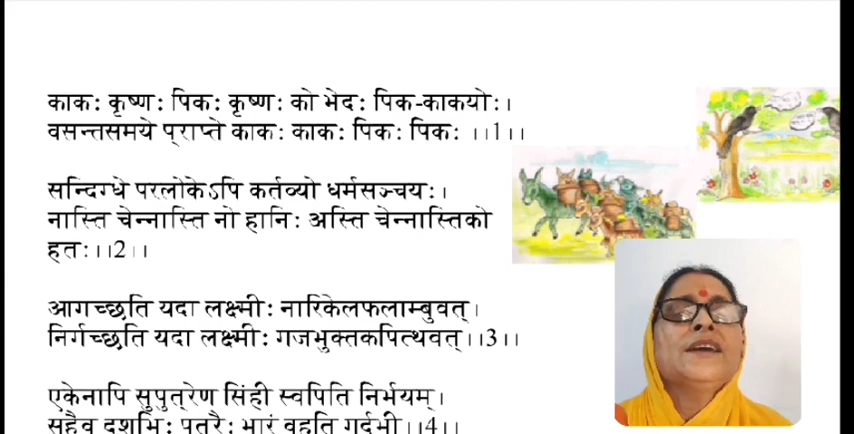 काकः कृष्णः पिकः कृष्णः को भेदः पिक-काकयोः।
वसन्तसमये प्राप्ते काकः काकः पिकः पिकः ।।1।।
सन्दिग्धे परलोकेऽपि कर्तव्यो धर्मसञ्चयः।
नास्ति चेन्नास्ति नो हानिः अस्ति चेन्नास्तिको
हतः।।2।।
आगच्छति यदा लक्ष्मीः नारिकेलफलाम्बुवत्।
निर्गच्छति यदा लक्ष्मीः गजभुक्तकपित्थवत्।।3।।
एकेनापि सुपुत्रेण सिंही स्वपिति निर्भयम्।
सहैव दशभिः पुत्रैः भारं वहति गर्दभी।।4।।